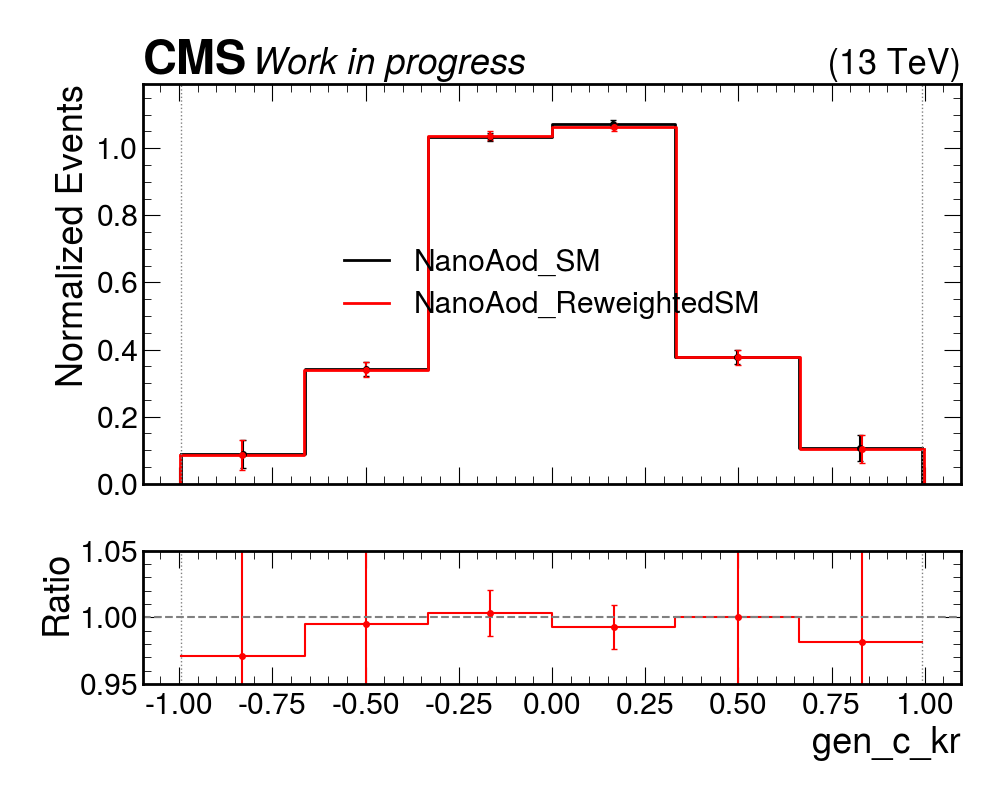 CMS Work in progress (13 TeV)
Normalized Events
1.0
0.8
0.6
0.4
0.2
0.0
NanoAod_SM
NanoAod_ReweightedSM
Ratio
1.05
1.00
0.95
-1.00 -0.75 -0.50 -0.25 0.00 0.25 0.50 0.75 1.00
gen_c_kr